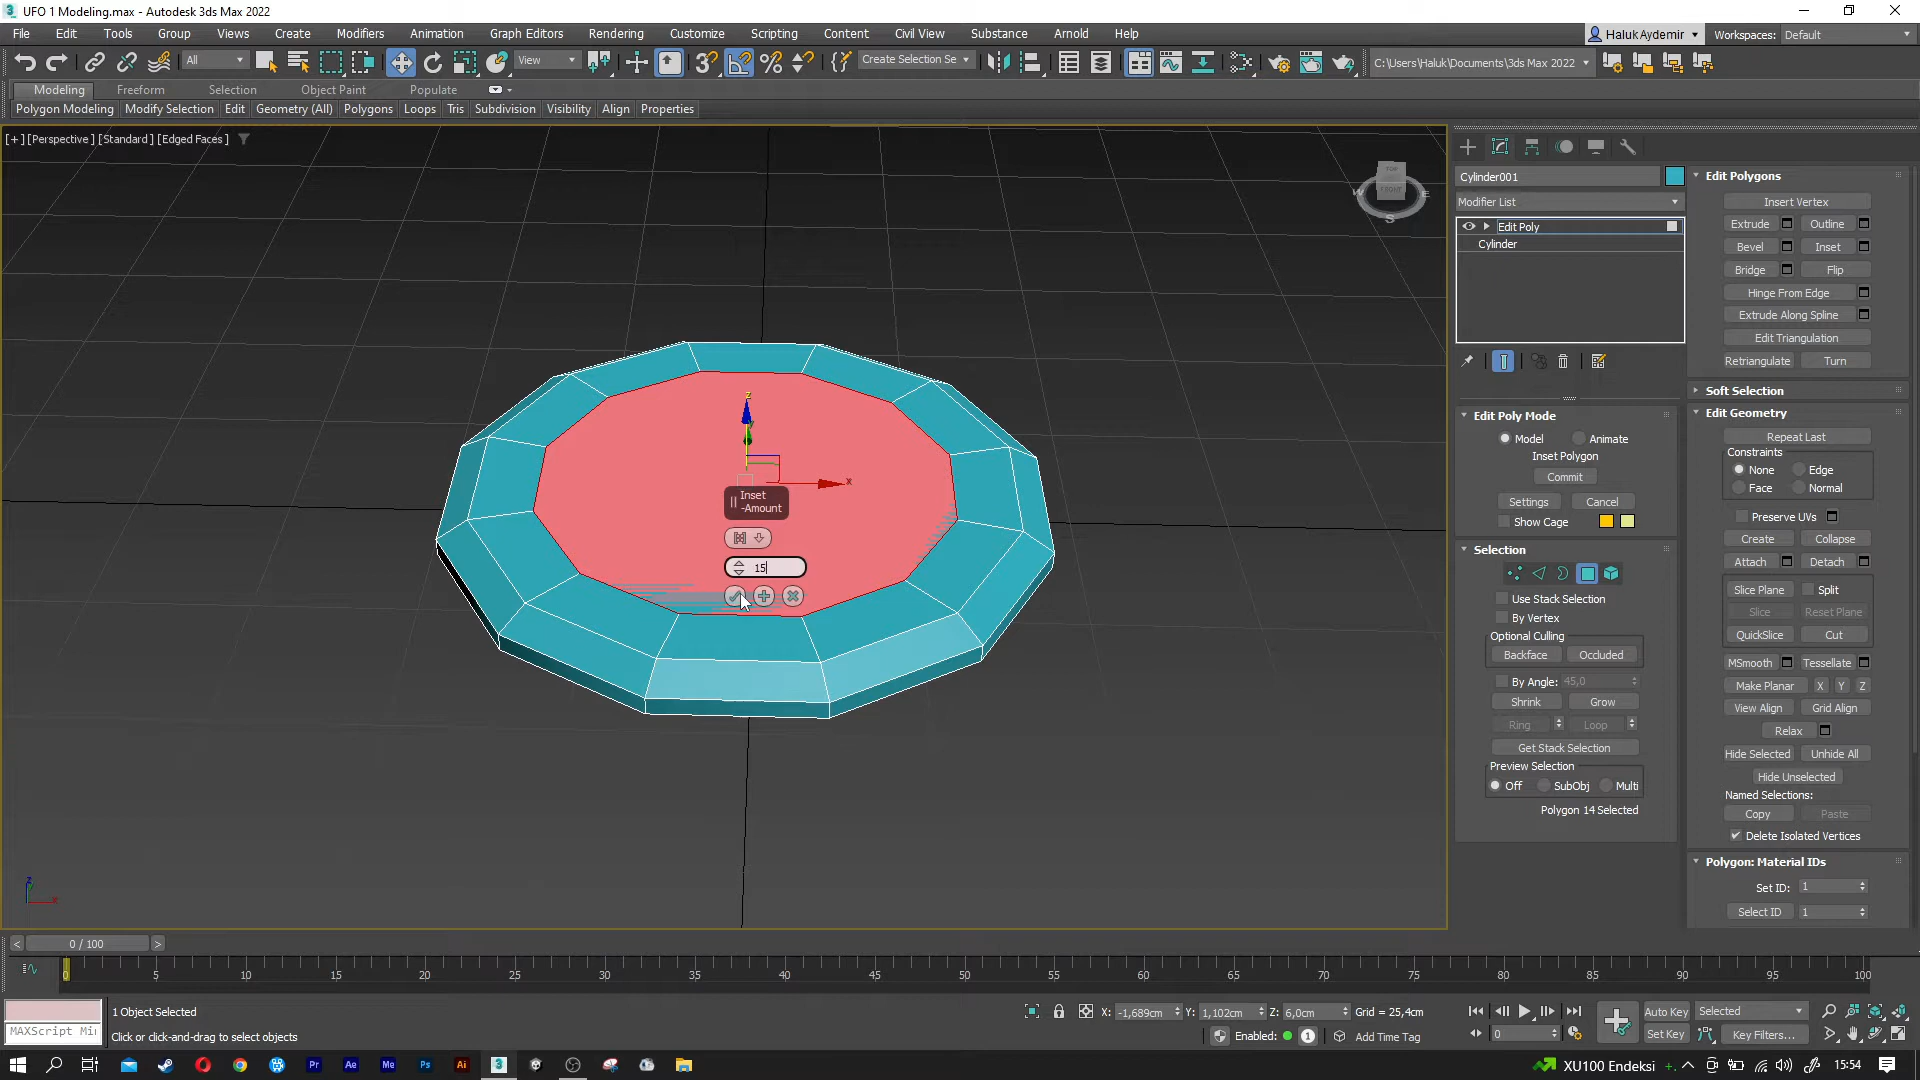 UFO 1 Modeling.max - Autodesk 3ds Max 2022
File Edit Tools Group Views Create Modifiers Animation Graph Editors Rendering Customize Scripting Content Civil View Substance Arnold Help
Haluk Aydemir Workspaces: Default
All View Create Selection Se C:\Users\Haluk\Documents\3ds Max 2022
Modeling Freeform Selection Object Paint Populate
Polygon Modeling Modify Selection Edit Geometry (All) Polygons Loops Tris Subdivision Visibility Align Properties
[+] [Perspective] [Standard] [Edged Faces]
TOP
FRONT
W E
S
z
x
Inset
-Amount
15
z
x
Cylinder001
Modifier List
Edit Poly
Cylinder
Edit Poly Mode
Model Animate
Inset Polygon
Commit
Settings Cancel
Show Cage
Selection
Use Stack Selection
By Vertex
Optional Culling
Backface Occluded
By Angle: 45,0
Shrink Grow
Ring Loop
Get Stack Selection
Preview Selection
Off SubObj Multi
Polygon 14 Selected
Edit Polygons
Insert Vertex
Extrude Outline
Bevel Inset
Bridge Flip
Hinge From Edge
Extrude Along Spline
Edit Triangulation
Retriangulate Turn
Soft Selection
Edit Geometry
Repeat Last
Constraints
None Edge
Face Normal
Preserve UVs
Create Collapse
Attach Detach
Slice Plane Split
Slice Reset Plane
QuickSlice Cut
MSmooth Tessellate
Make Planar X Y Z
View Align Grid Align
Relax
Hide Selected Unhide All
Hide Unselected
Named Selections:
Copy Paste
Delete Isolated Vertices
Polygon: Material IDs
Set ID: 1
Select ID 1
< 0 / 100 >
0 5 10 15 20 25 30 35 40 45 50 55 60 65 70 75 80 85 90 95 100
1 Object Selected
X: -1,689cm Y: 1,102cm Z: 6,0cm Grid = 25,4cm
Auto Key Selected
MAXScript Mi
Click or click-and-drag to select objects
Enabled: 1 Add Time Tag
0 Set Key Key Filters...
Pr Ae Me Ps Ai 3
XU100 Endeksi +. 15:54